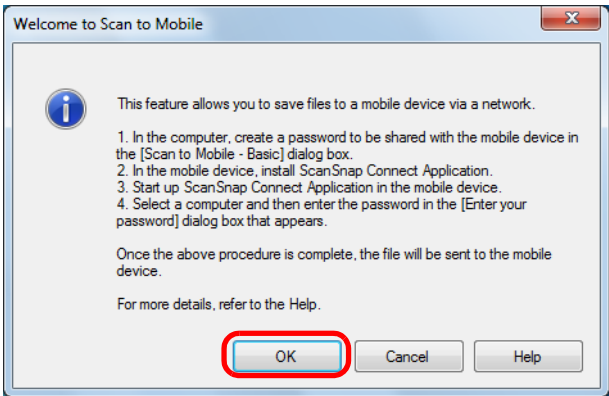 Welcome to Scan to Mobile
This feature allows you to save files to a mobile device via a network.
1. In the computer, create a password to be shared with the mobile device in
the [Scan to Mobile - Basic] dialog box.
2. In the mobile device, install ScanSnap Connect Application.
3. Start up ScanSnap Connect Application in the mobile device.
4. Select a computer and then enter the password in the [Enter your
password] dialog box that appears.
Once the above procedure is complete, the file will be sent to the mobile
device.
For more details, refer to the Help.
OK Cancel Help